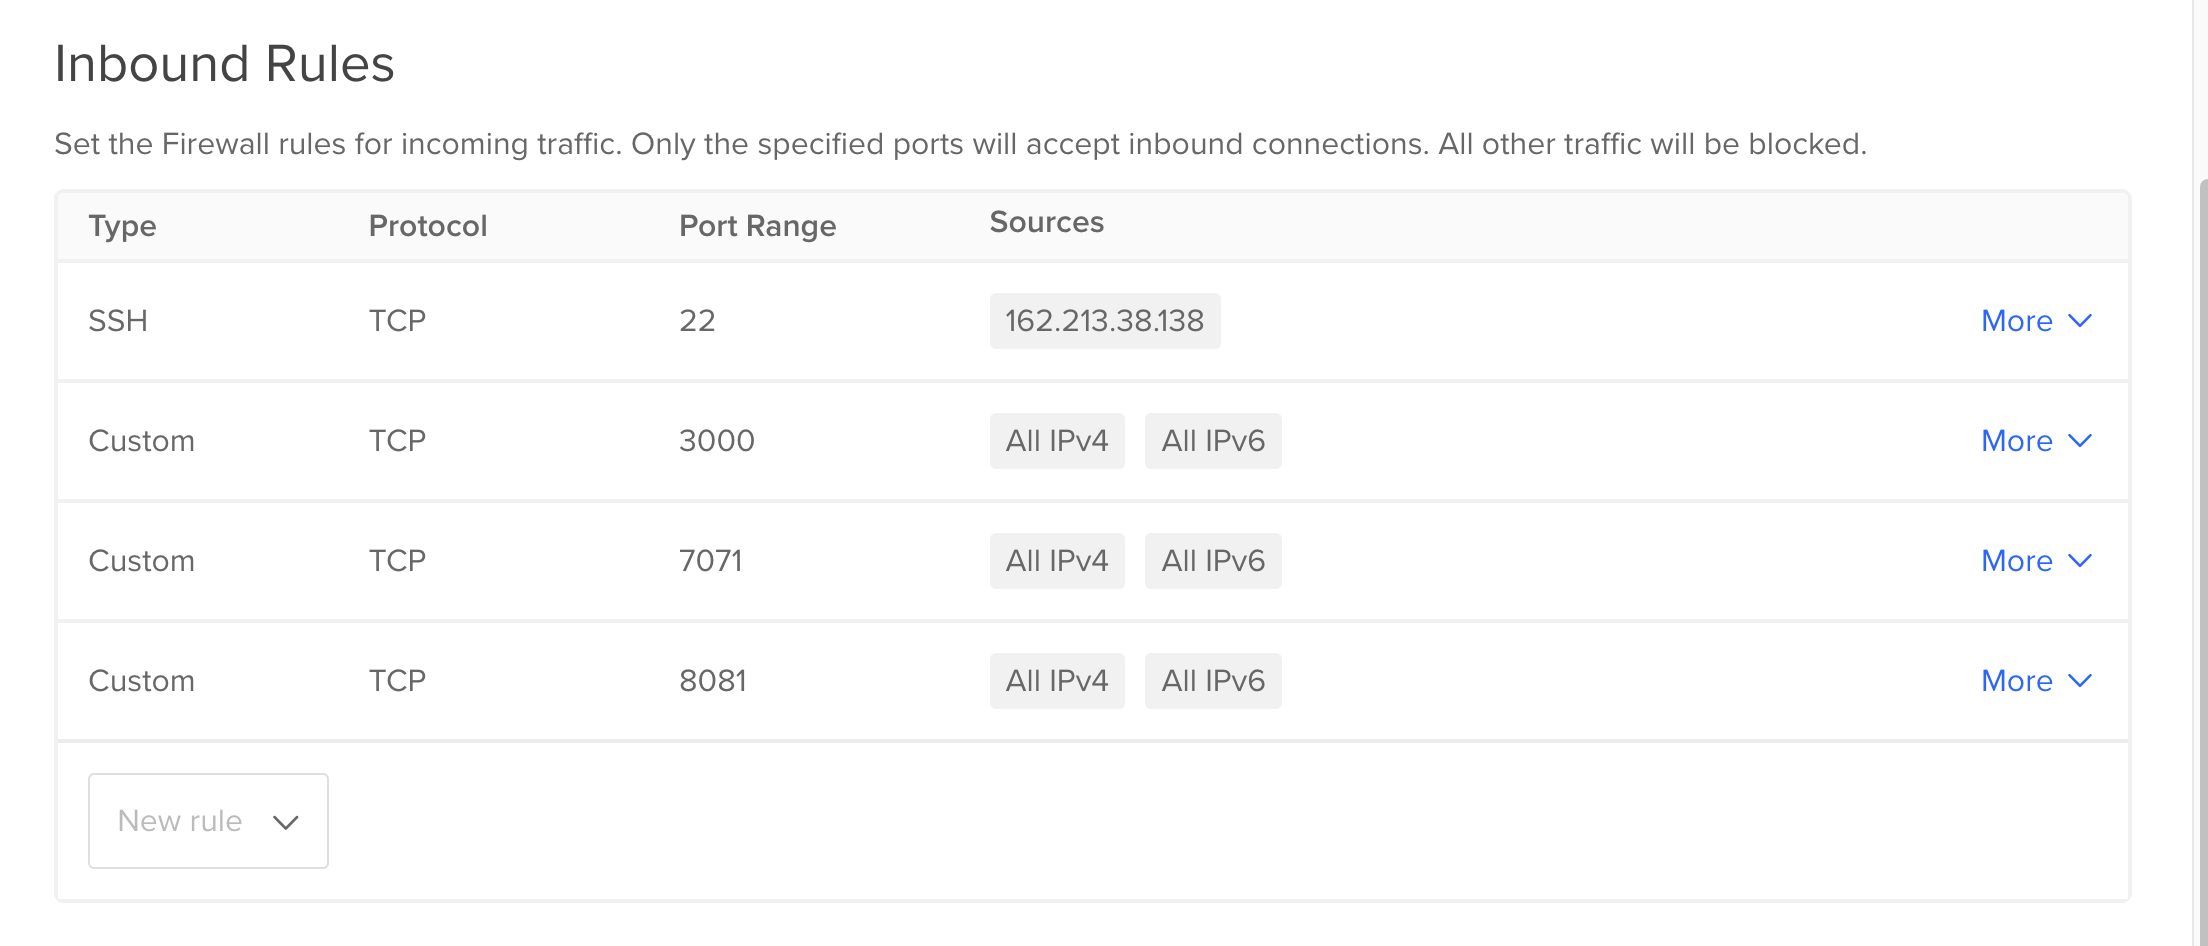 Inbound Rules
Set the Firewall rules for incoming traffic. Only the specified ports will accept inbound connections. All other traffic will be blocked.
Type Protocol Port Range Sources
SSH TCP 22 162.213.38.138 More
Custom TCP 3000 All IPv4 All IPv6 More
Custom TCP 7071 All IPv4 All IPv6 More
Custom TCP 8081 All IPv4 All IPv6 More
New rule